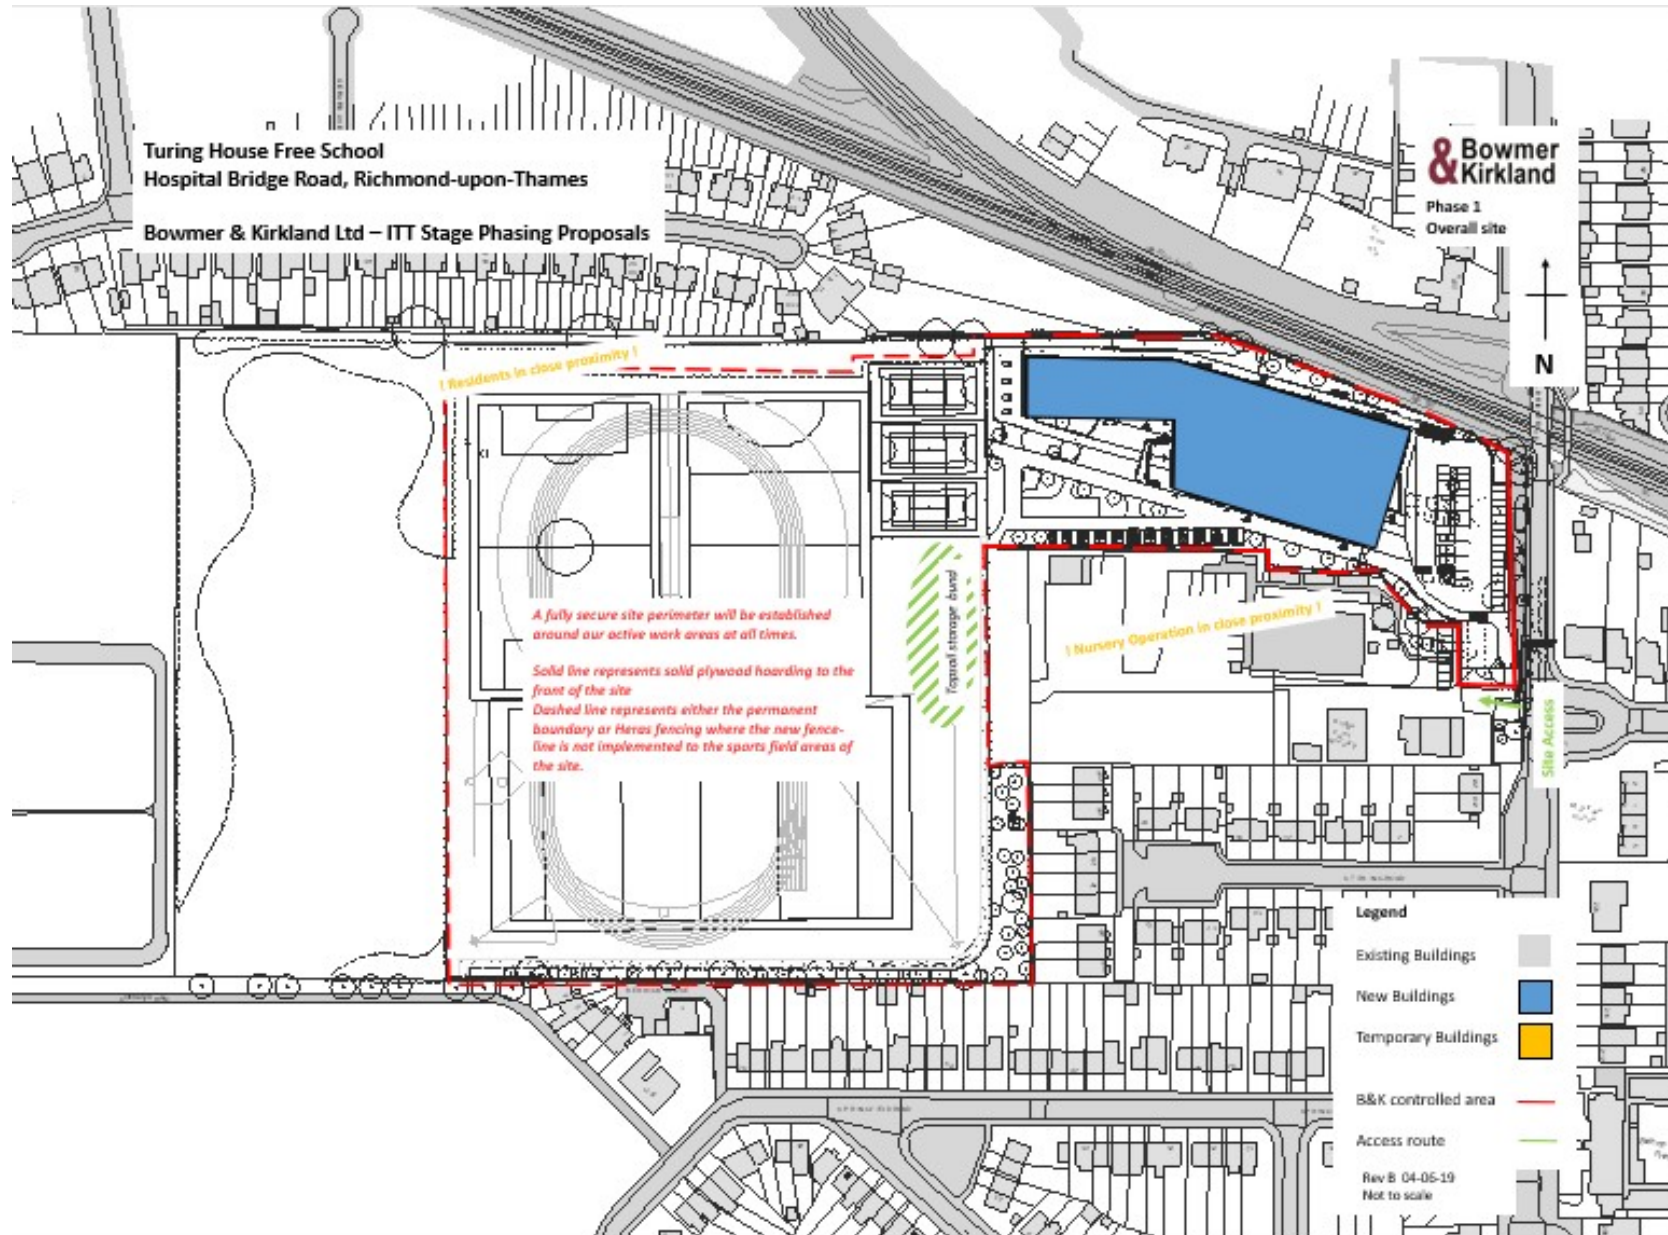 Turing House Free School
Hospital Bridge Road, Richmond-upon-Thames
Bowmer & Kirkland Ltd – ITT Stage Phasing Proposals
& Bowmer
Kirkland
Phase 1
Overall site
N
! Residents in close proximity !
A fully secure site perimeter will be established
around our active work areas at all times.
Solid line represents solid plywood hoarding to the
front of the site
Dashed line represents either the permanent
boundary or Heras fencing where the new fence-
line is not implemented to the sports field areas of
the site.
Topsoil storage bund
! Nursery Operation in close proximity !
Site Access
Legend
Existing Buildings
New Buildings
Temporary Buildings
B&K controlled area
Access route
Rev B 04-06-19
Not to scale